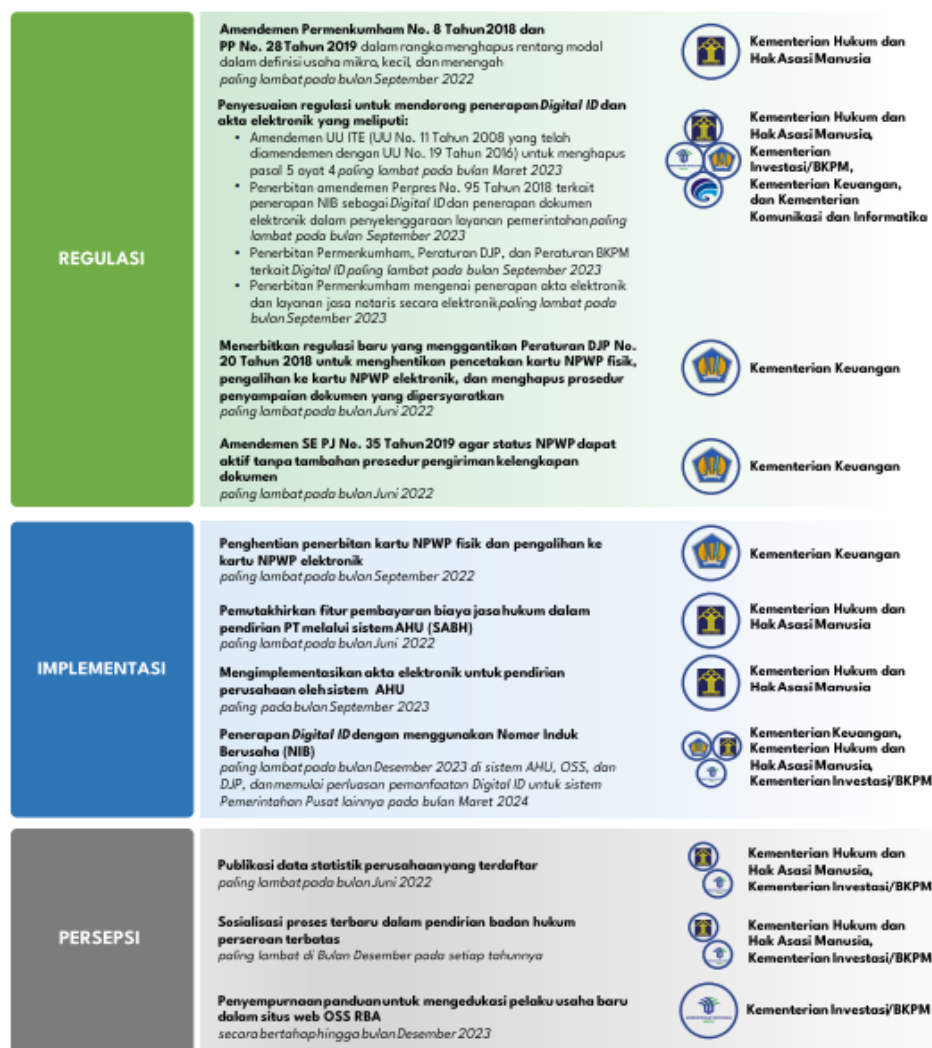 REGULASI
Amendemen Permenkumham No. 8 Tahun 2018 dan
PP No. 28 Tahun 2019 dalam rangka menghapus rentang modal
dalam definisi usaha mikro, kecil, dan menengah
paling lambat pada bulan September 2022
Kementerian Hukum dan
Hak Asasi Manusia
Penyesuaian regulasi untuk mendorong penerapan Digital ID dan
akta elektronik yang meliputi:
• Amendemen UU ITE (UU No. 11 Tahun 2008 yang telah
diamendemen dengan UU No. 19 Tahun 2016) untuk menghapus
pasal 5 ayat 4 paling lambat pada bulan Maret 2023
• Penerbitan amendemen Perpres No. 95 Tahun 2018 terkait
penerapan NIB sebagai Digital ID dan penerapan dokumen
elektronik dalam penyelenggaraan layanan pemerintahan paling
lambat pada bulan September 2023
• Penerbitan Permenkumham, Peraturan DJP, dan Peraturan BKPM
terkait Digital ID paling lambat pada bulan September 2023
• Penerbitan Permenkumham mengenai penerapan akta elektronik
dan layanan jasa notaris secara elektronik paling lambat pada
bulan September 2023
Kementerian Hukum dan
Hak Asasi Manusia,
Kementerian
Investasi/BKPM,
Kementerian Keuangan,
dan Kementerian
Komunikasi dan Informatika
Menerbitkan regulasi baru yang menggantikan Peraturan DJP No.
20 Tahun 2018 untuk menghentikan pencetakan kartu NPWP fisik,
pengalihan ke kartu NPWP elektronik, dan menghapus prosedur
penyampaian dokumen yang dipersyaratkan
paling lambat pada bulan Juni 2022
Kementerian Keuangan
Amendemen SE PJ No. 35 Tahun 2019 agar status NPWP dapat
aktif tanpa tambahan prosedur pengiriman kelengkapan
dokumen
paling lambat pada bulan Juni 2022
Kementerian Keuangan
IMPLEMENTASI
Penghentian penerbitan kartu NPWP fisik dan pengalihan ke
kartu NPWP elektronik
paling lambat pada bulan September 2022
Kementerian Keuangan
Pemutakhirkan fitur pembayaran biaya jasa hukum dalam
pendirian PT melalui sistem AHU (SABH)
paling lambat pada bulan Juni 2022
Kementerian Hukum dan
Hak Asasi Manusia
Mengimplementasikan akta elektronik untuk pendirian
perusahaan oleh sistem AHU
paling pada bulan September 2023
Kementerian Hukum dan
Hak Asasi Manusia
Penerapan Digital ID dengan menggunakan Nomor Induk
Berusaha (NIB)
paling lambat pada bulan Desember 2023 di sistem AHU, OSS, dan
DJP, dan memulai perluasan pemanfaatan Digital ID untuk sistem
Pemerintahan Pusat lainnya pada bulan Maret 2024
Kementerian Keuangan,
Kementerian Hukum dan
Hak Asasi Manusia,
Kementerian Investasi/BKPM
PERSEPSI
Publikasi data statistik perusahaan yang terdaftar
paling lambat pada bulan Juni 2022
Kementerian Hukum dan
Hak Asasi Manusia,
Kementerian Investasi/BKPM
Sosialisasi proses terbaru dalam pendirian badan hukum
perseroan terbatas
paling lambat di Bulan Desember pada setiap tahunnya
Kementerian Hukum dan
Hak Asasi Manusia,
Kementerian Investasi/BKPM
Penyempurnaan panduan untuk mengedukasi pelaku usaha baru
dalam situs web OSS RBA
secara bertahap hingga bulan Desember 2023
Kementerian Investasi/BKPM